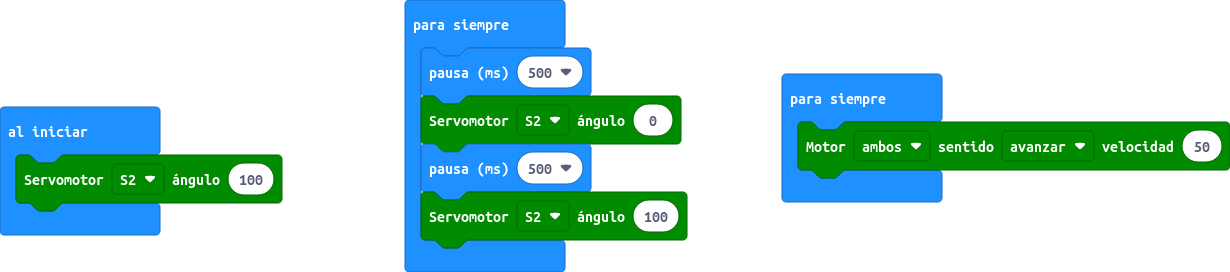 al iniciar
Servomotor S2 ángulo 100
para siempre
pausa (ms) 500
Servomotor S2 ángulo 0
pausa (ms) 500
Servomotor S2 ángulo 100
para siempre
Motor ambos sentido avanzar velocidad 50